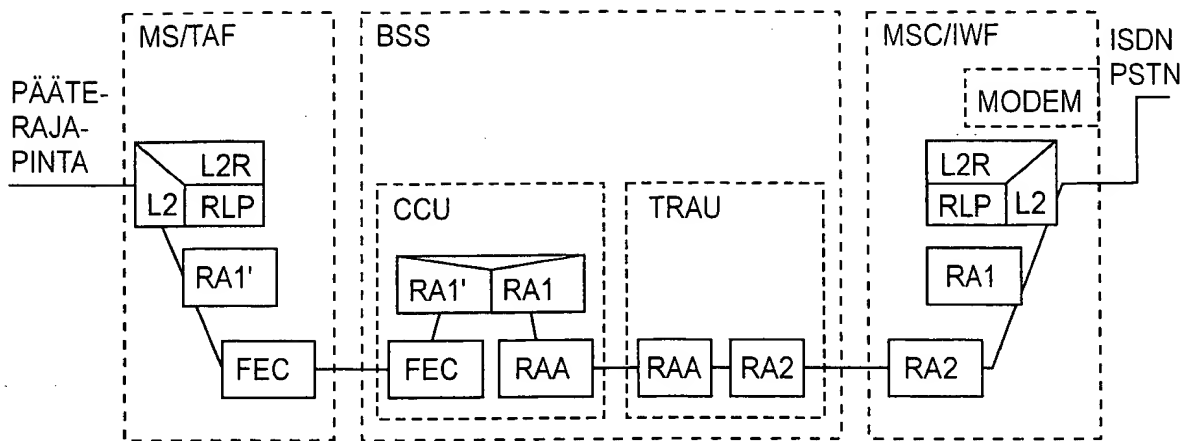 MS/TAF
BSS
MSC/IWF
ISDN
PSTN
PÄÄTE-
RAJA-
PINTA
MODEM
L2R
L2
RLP
L2R
RLP
L2
CCU
TRAU
RA1'
RA1'
RA1
RA1
FEC
FEC
RAA
RAA
RA2
RA2